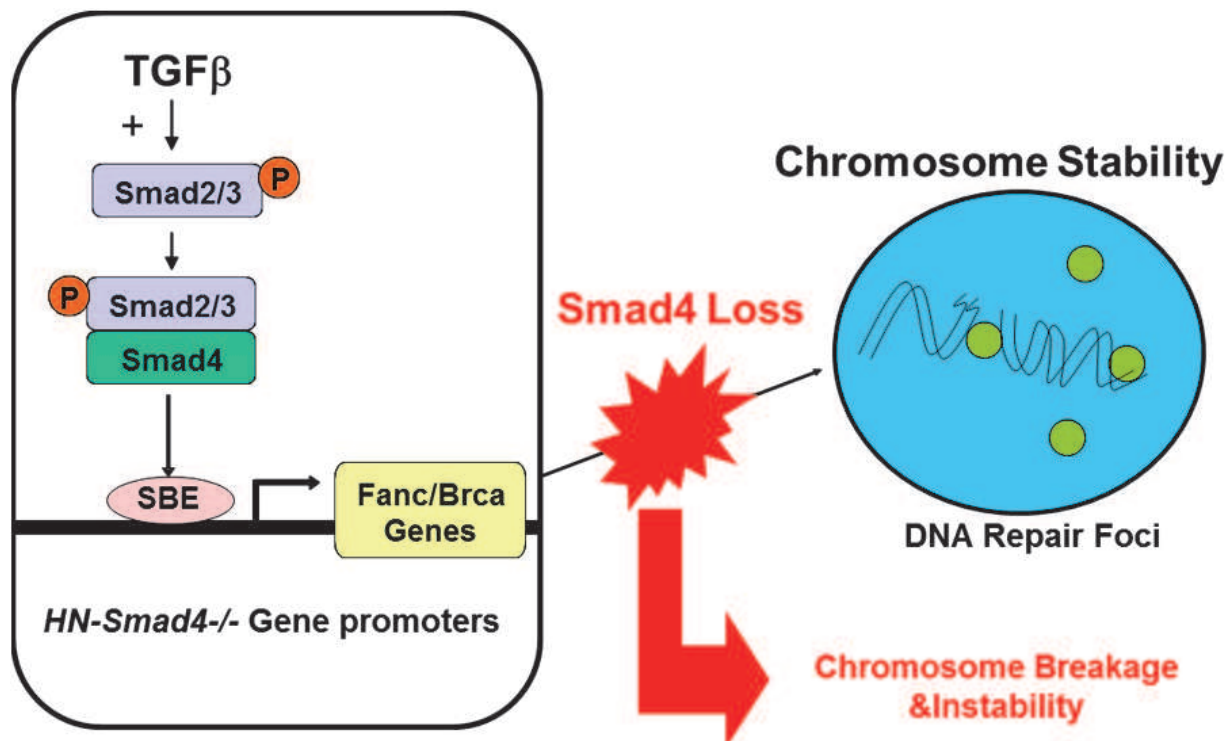 TGFβ
+
Smad2/3
P
P
Smad2/3
Smad4
SBE
Fanc/Brca
Genes
HN-Smad4-/- Gene promoters
Smad4 Loss
Chromosome Stability
DNA Repair Foci
Chromosome Breakage
&Instability